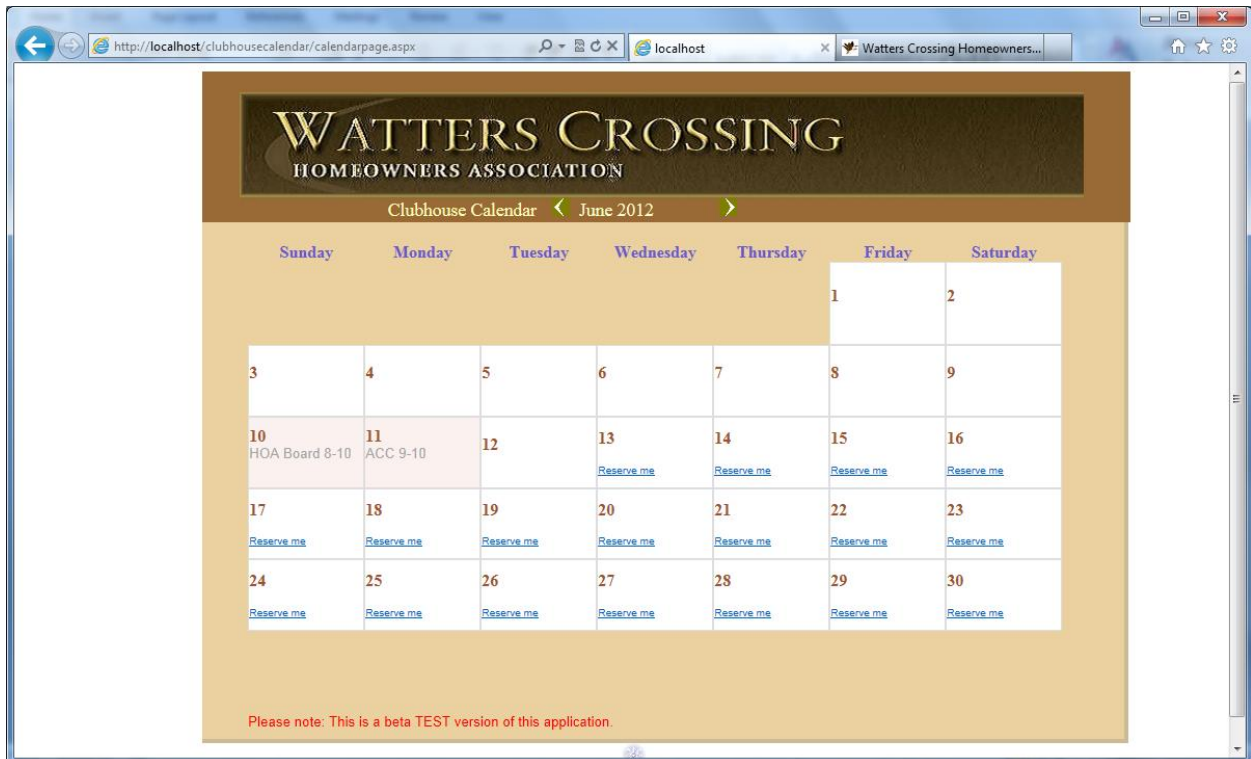 http://localhost/clubhousecalendar/calendarpage.aspx
localhost
Watters Crossing Homeowners...
WATTERS CROSSING
HOMEOWNERS ASSOCIATION
Clubhouse Calendar June 2012
Sunday Monday Tuesday Wednesday Thursday Friday Saturday
1 2
3 4 5 6 7 8 9
10 11 12 13 14 15 16
HOA Board 8-10 ACC 9-10
Reserve me Reserve me Reserve me Reserve me
17 18 19 20 21 22 23
Reserve me Reserve me Reserve me Reserve me Reserve me Reserve me Reserve me
24 25 26 27 28 29 30
Reserve me Reserve me Reserve me Reserve me Reserve me Reserve me Reserve me
Please note: This is a beta TEST version of this application.